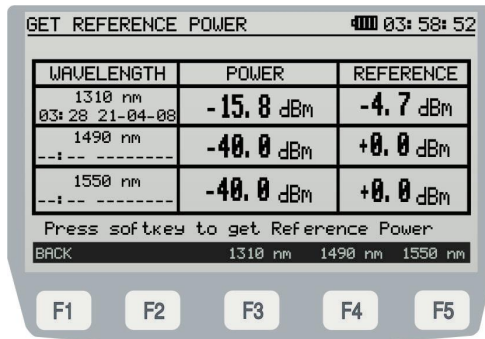 GET REFERENCE POWER 03:58:52
WAVELENGTH POWER REFERENCE
1310 nm
03:28 21-04-08 -15.8 dBm -4.7 dBm
1490 nm
--:-- -------- -40.0 dBm +0.0 dBm
1550 nm
--:-- -------- -40.0 dBm +0.0 dBm
Press softkey to get Reference Power
BACK 1310 nm 1490 nm 1550 nm
F1 F2 F3 F4 F5